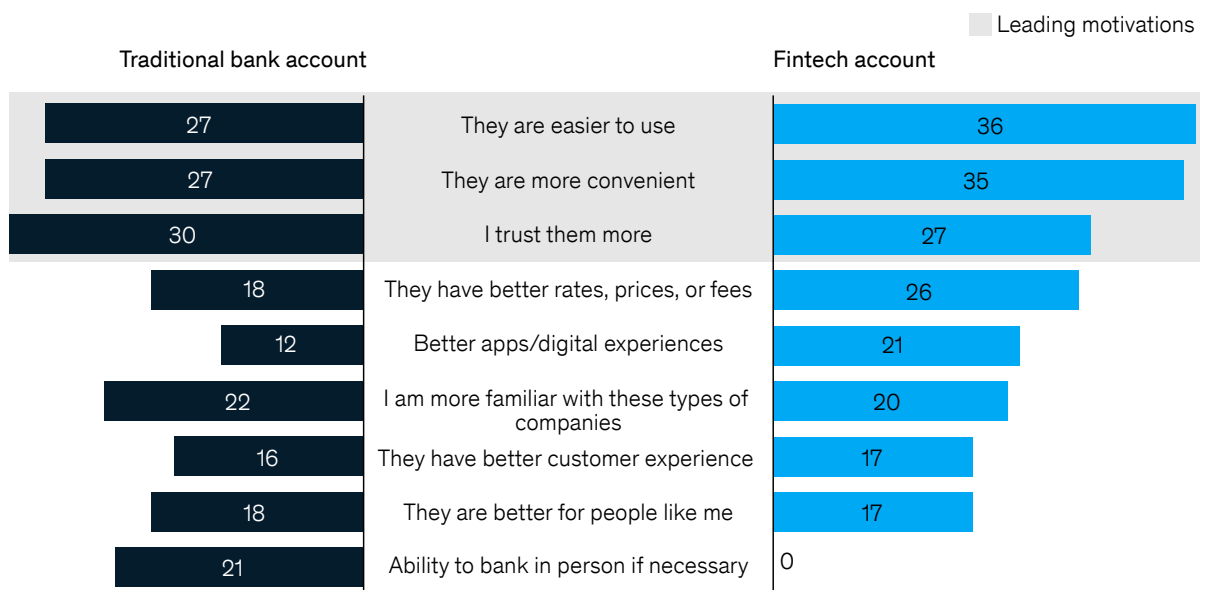 Leading motivations
Traditional bank account
Fintech account
27
They are easier to use
36
27
They are more convenient
35
30
I trust them more
27
18
They have better rates, prices, or fees
26
12
Better apps/digital experiences
21
22
I am more familiar with these types of
companies
20
16
They have better customer experience
17
18
They are better for people like me
17
21
Ability to bank in person if necessary
0